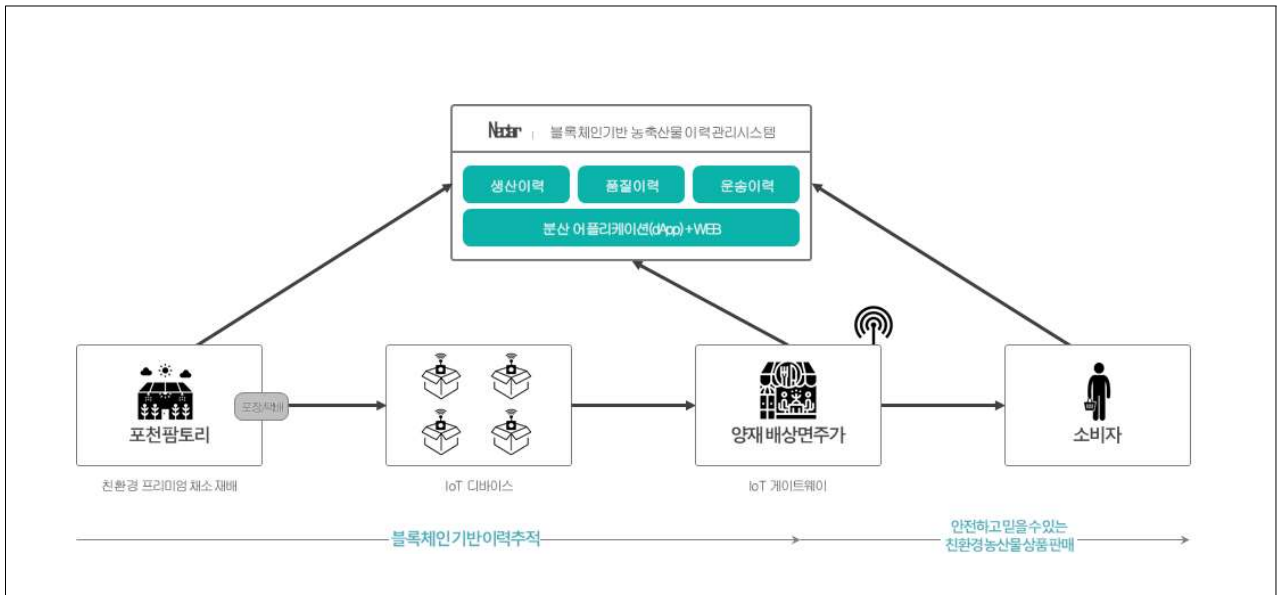 Nectar | 블록체인기반 농축산물 이력관리시스템
생산이력 품질이력 운송이력
분산 어플리케이션(dApp) + WEB
포장/택배
포천팜토리
양재 배상면주가
소비자
친환경 프리미엄 채소 재배
IoT 디바이스
IoT 게이트웨이
블록체인 기반 이력추적
안전하고 믿을 수 있는
친환경 농산물 상품 판매